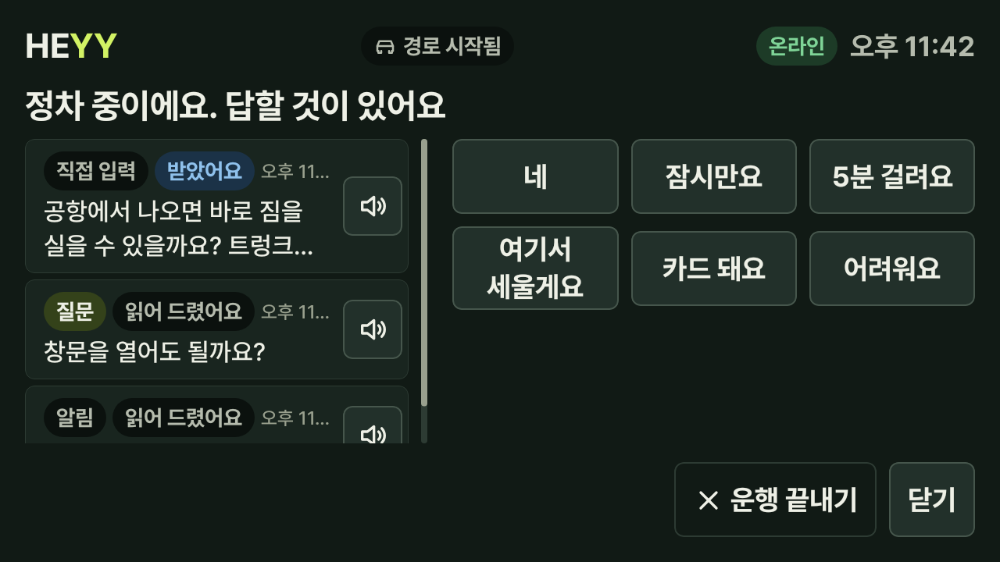 HEYY
경로 시작됨
온라인
오후 11:42
정차 중이에요. 답할 것이 있어요
직접 입력 받았어요 오후 11...
공항에서 나오면 바로 짐을
실을 수 있을까요? 트렁크...
질문 읽어 드렸어요 오후 11...
창문을 열어도 될까요?
알림 읽어 드렸어요 오후 11...
네
잠시만요
5분 걸려요
여기서
세울게요
카드 돼요
어려워요
운행 끝내기
닫기